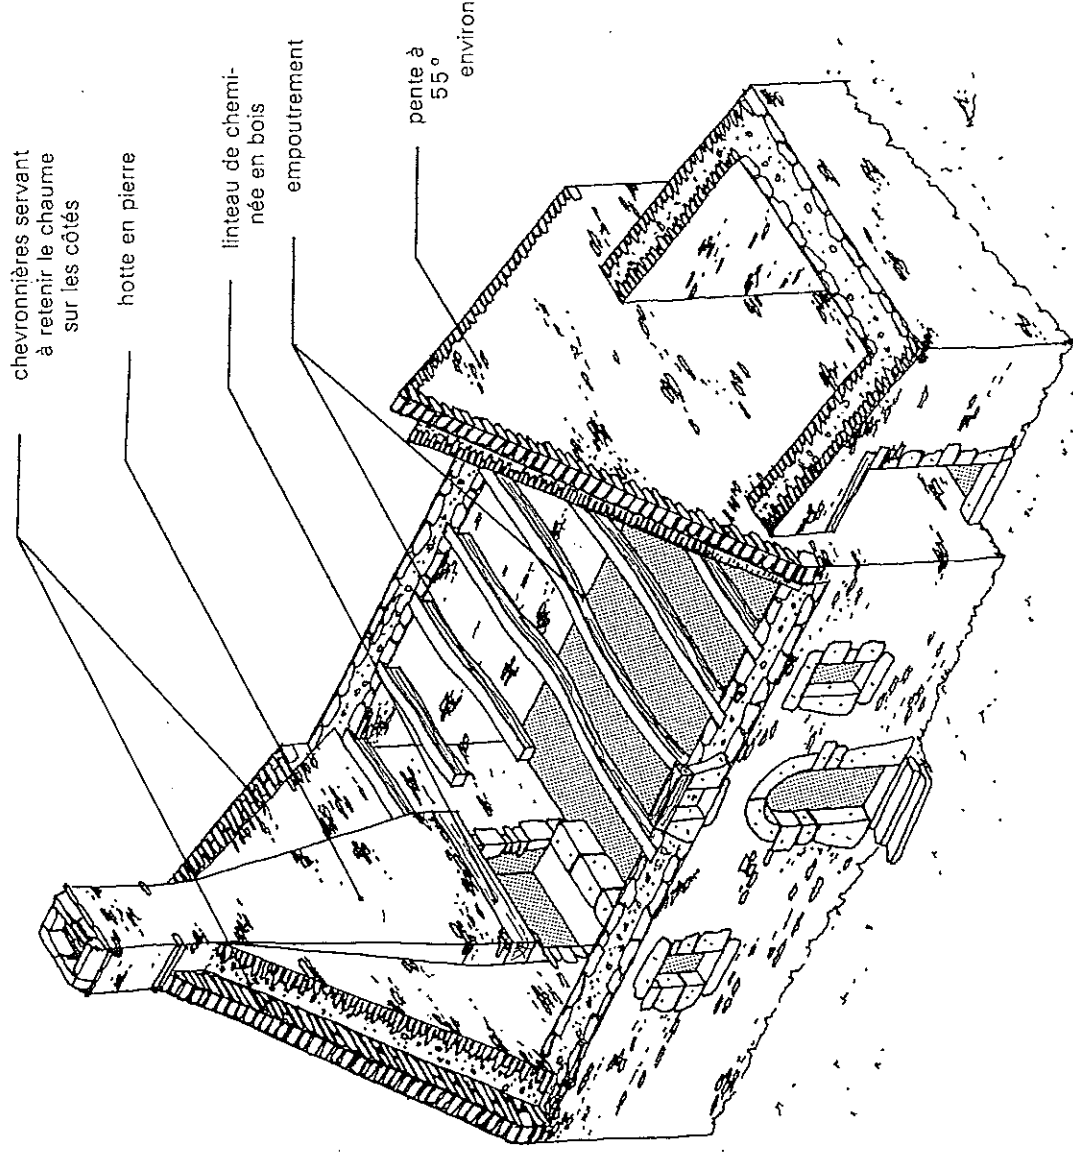 chevronnières servant
à retenir le chaume
sur les côtés
hotte en pierre
linteau de chemi-
née en bois
empoutrement
pente à
55°
environ